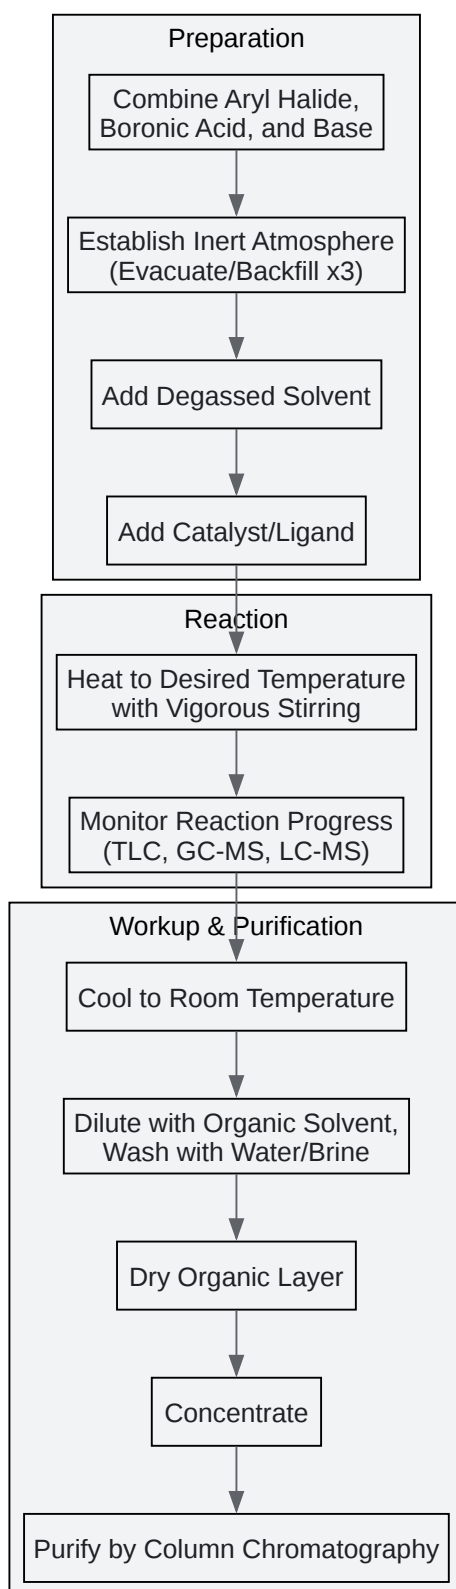 Preparation
Combine Aryl Halide,
Boronic Acid, and Base
Establish Inert Atmosphere
(Evacuate/Backfill x3)
Add Degassed Solvent
Add Catalyst/Ligand
Reaction
Heat to Desired Temperature
with Vigorous Stirring
Monitor Reaction Progress
(TLC, GC-MS, LC-MS)
Workup & Purification
Cool to Room Temperature
Dilute with Organic Solvent,
Wash with Water/Brine
Dry Organic Layer
Concentrate
Purify by Column Chromatography